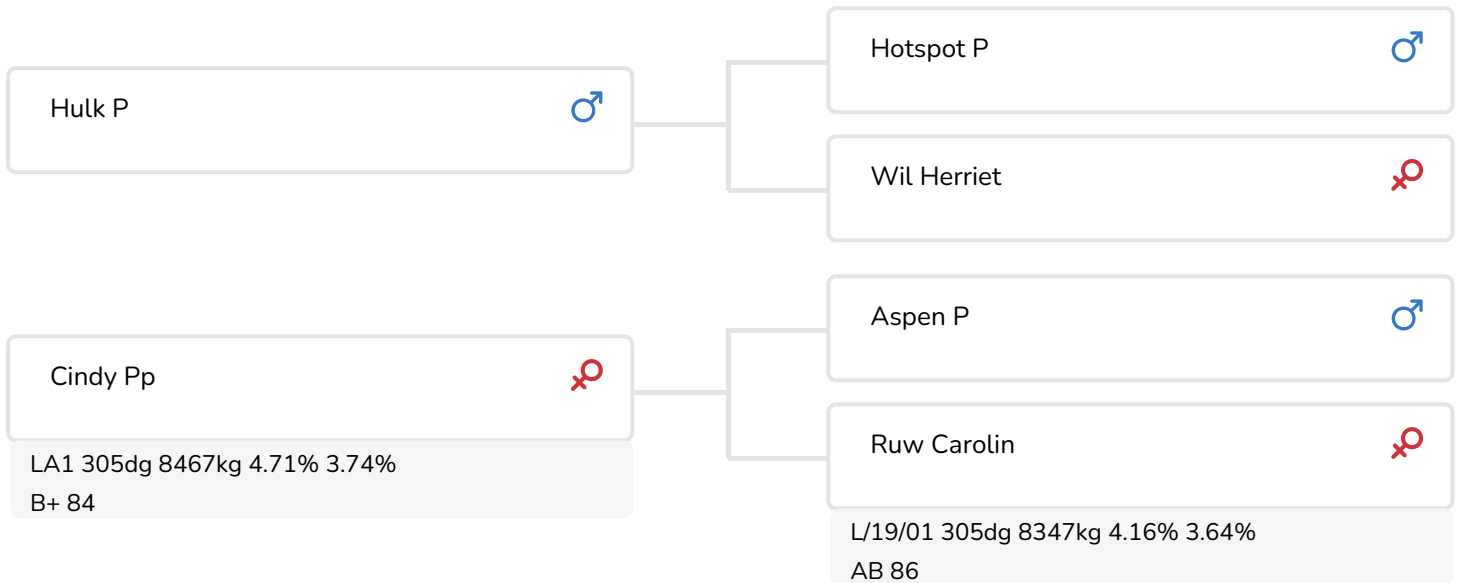 Hulk P
Hotspot P
Wil Herriet
Cindy Pp
LA1 305dg 8467kg 4.71% 3.74%
B+ 84
Aspen P
Ruw Carolin
L/19/01 305dg 8347kg 4.16% 3.64%
AB 86